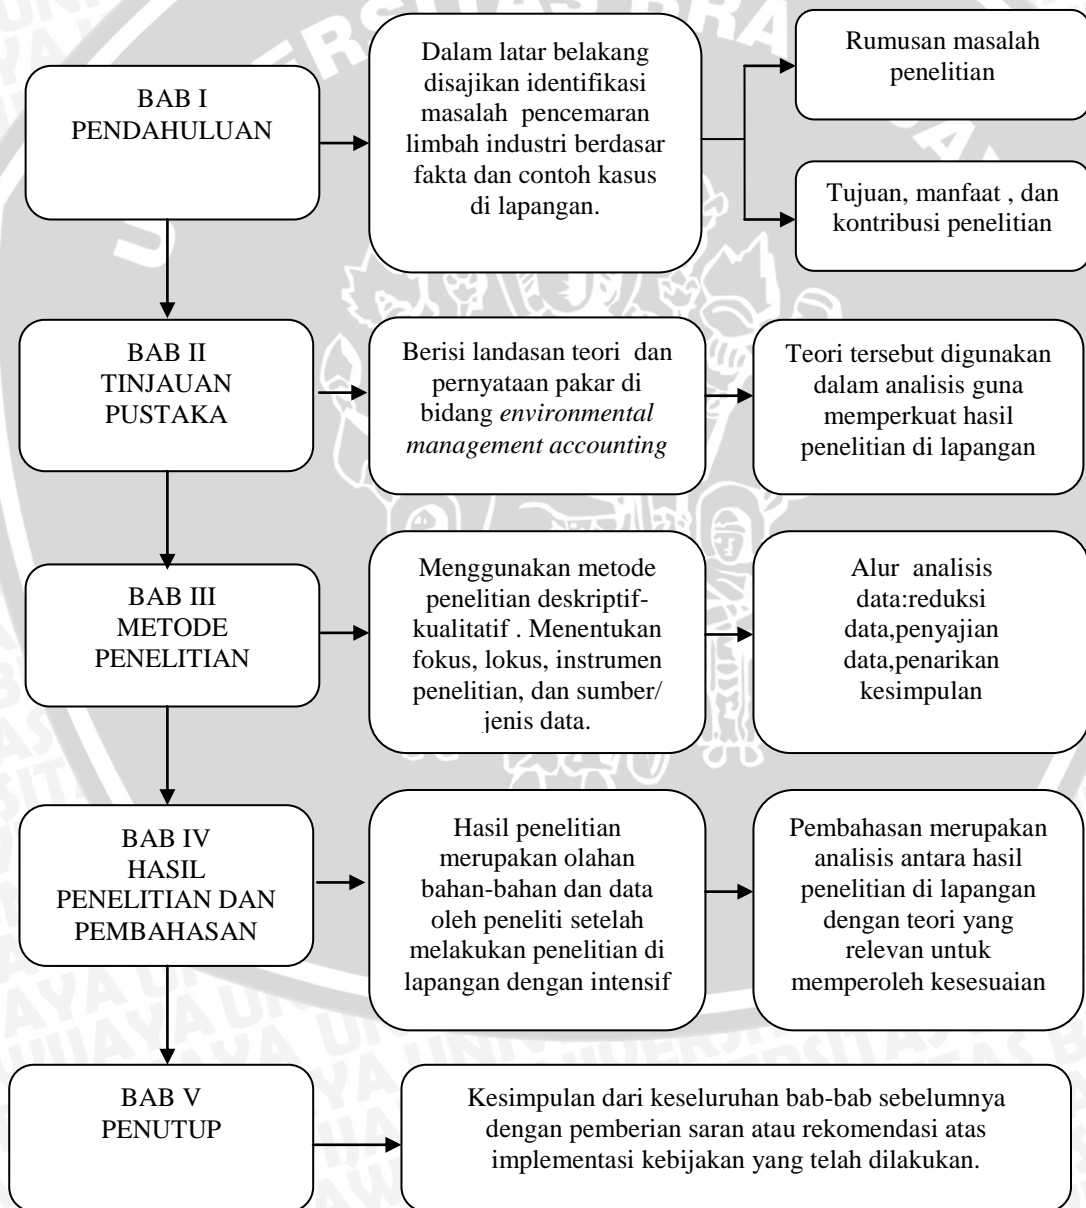 BAB I
PENDAHULUAN
Dalam latar belakang
disajikan identifikasi
masalah pencemaran
limbah industri berdasar
fakta dan contoh kasus
di lapangan.
Rumusan masalah
penelitian
Tujuan, manfaat , dan
kontribusi penelitian
BAB II
TINJAUAN
PUSTAKA
Berisi landasan teori dan
pernyataan pakar di
bidang environmental
management accounting
Teori tersebut digunakan
dalam analisis guna
memperkuat hasil
penelitian di lapangan
BAB III
METODE
PENELITIAN
Menggunakan metode
penelitian deskriptif-
kualitatif . Menentukan
fokus, lokus, instrumen
penelitian, dan sumber/
jenis data.
Alur analisis
data:reduksi
data,penyajian
data,penarikan
kesimpulan
BAB IV
HASIL
PENELITIAN DAN
PEMBAHASAN
Hasil penelitian
merupakan olahan
bahan-bahan dan data
oleh peneliti setelah
melakukan penelitian di
lapangan dengan intensif
Pembahasan merupakan
analisis antara hasil
penelitian di lapangan
dengan teori yang
relevan untuk
memperoleh kesesuaian
BAB V
PENUTUP
Kesimpulan dari keseluruhan bab-bab sebelumnya
dengan pemberian saran atau rekomendasi atas
implementasi kebijakan yang telah dilakukan.